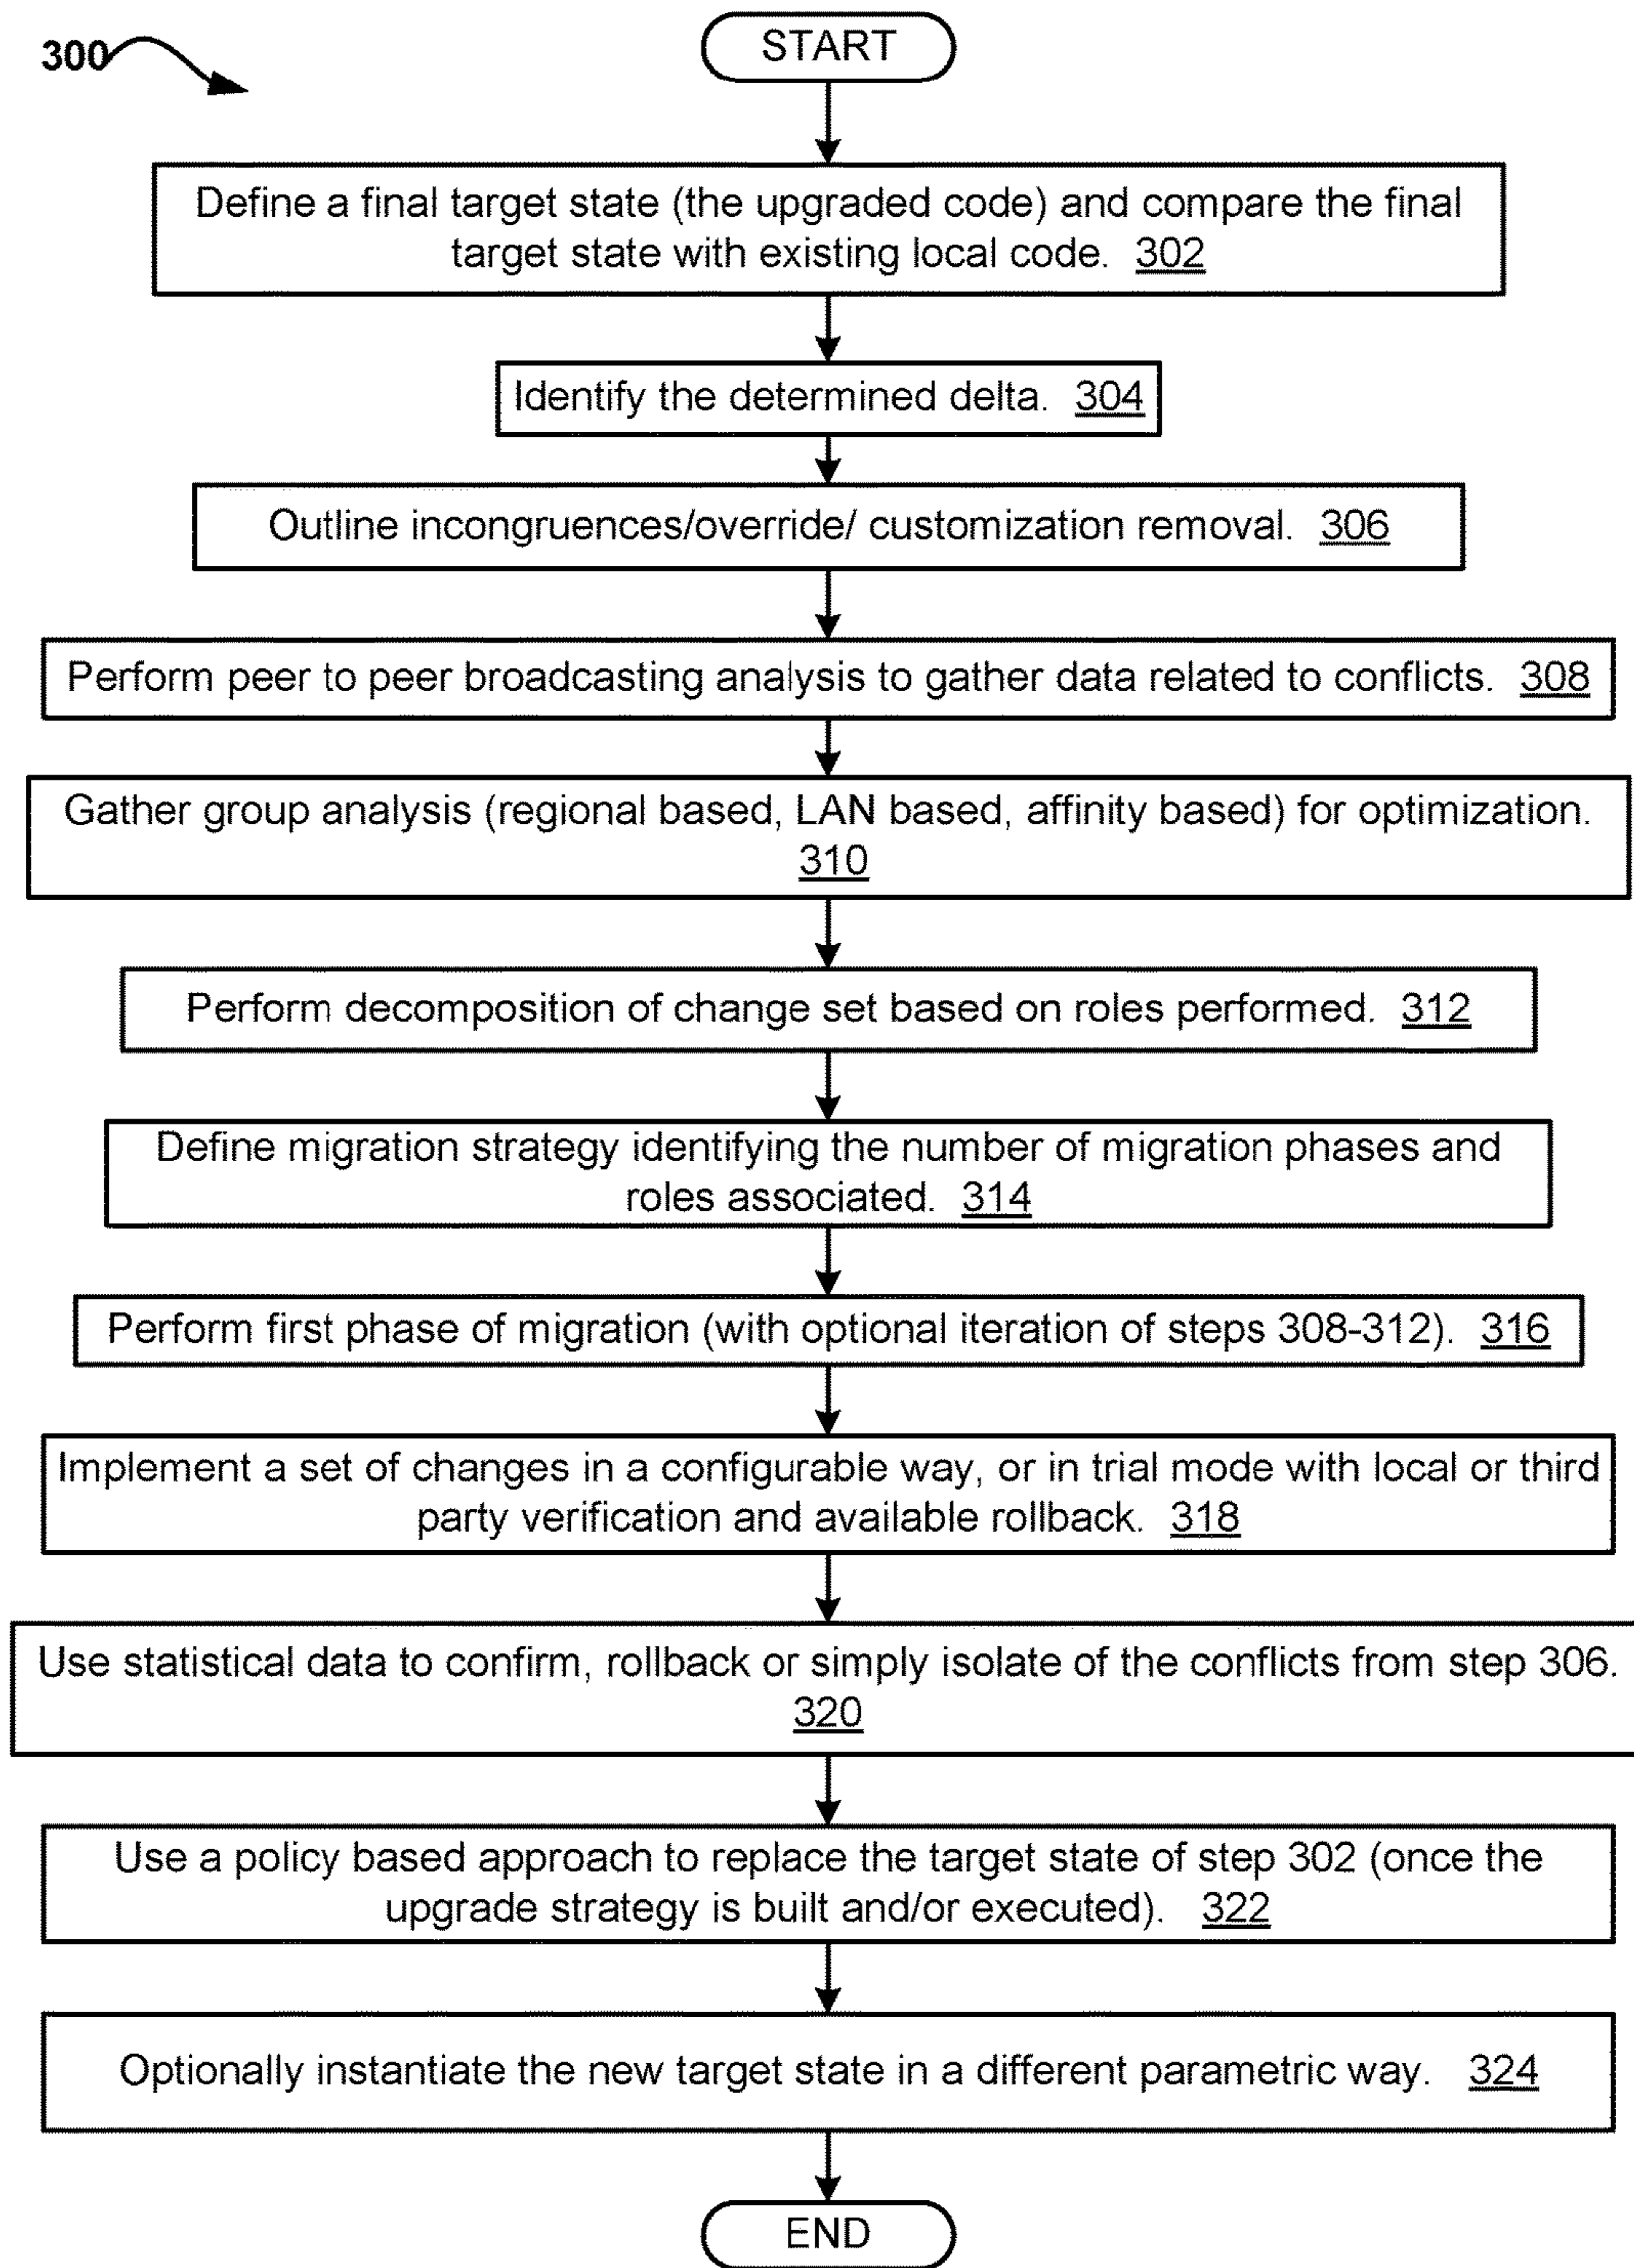 300
START
Define a final target state (the upgraded code) and compare the final
target state with existing local code. 302
Identify the determined delta. 304
Outline incongruences/override/ customization removal. 306
Perform peer to peer broadcasting analysis to gather data related to conflicts. 308
Gather group analysis (regional based, LAN based, affinity based) for optimization.
310
Perform decomposition of change set based on roles performed. 312
Define migration strategy identifying the number of migration phases and
roles associated. 314
Perform first phase of migration (with optional iteration of steps 308-312). 316
Implement a set of changes in a configurable way, or in trial mode with local or third
party verification and available rollback. 318
Use statistical data to confirm, rollback or simply isolate of the conflicts from step 306.
320
Use a policy based approach to replace the target state of step 302 (once the
upgrade strategy is built and/or executed). 322
Optionally instantiate the new target state in a different parametric way. 324
END